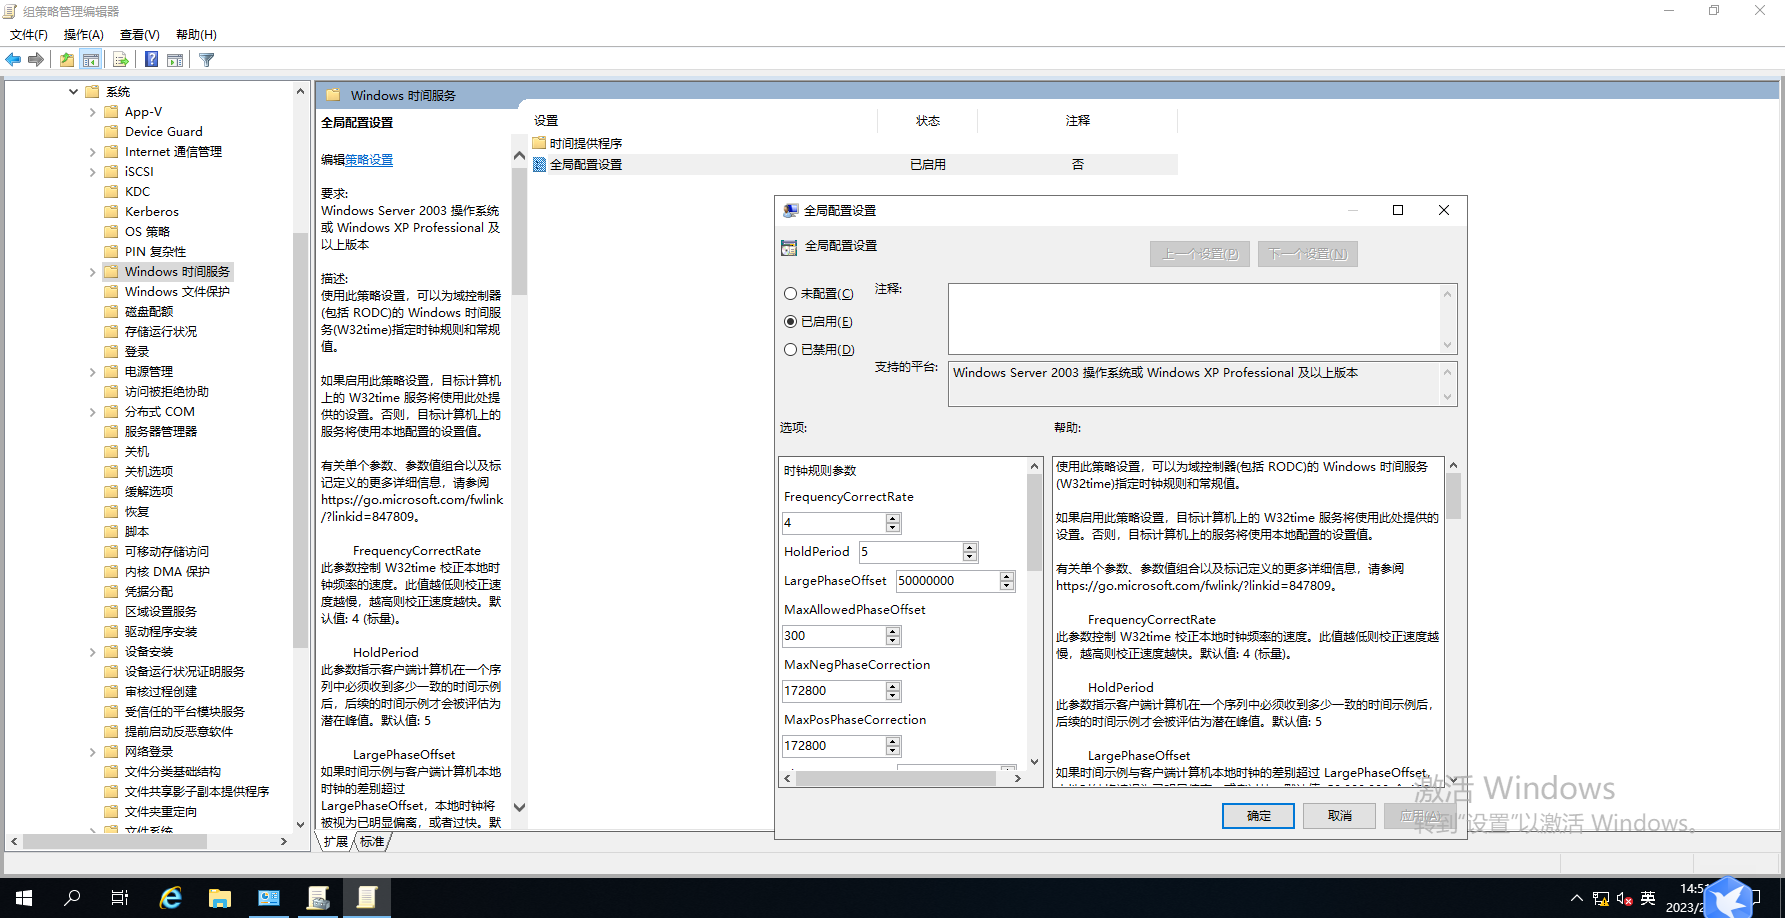 组策略管理编辑器
文件(F) 操作(A) 查看(V) 帮助(H)
系统
App-V
Device Guard
Internet 通信管理
iSCSI
KDC
Kerberos
OS 策略
PIN 复杂性
Windows 时间服务
Windows 文件保护
磁盘配额
存储运行状况
登录
电源管理
访问被拒绝协助
分布式 COM
服务器管理器
关机
关机选项
缓解选项
恢复
脚本
可移动存储访问
内核 DMA 保护
凭据分配
区域设置服务
驱动程序安装
设备安装
设备运行状况证明服务
审核过程创建
受信任的平台模块服务
提前启动反恶意软件
网络登录
文件分类基础结构
文件共享影子副本提供程序
文件夹重定向
文件系统
Windows 时间服务
全局配置设置
编辑策略设置
要求:
Windows Server 2003 操作系统
或 Windows XP Professional 及
以上版本
描述:
使用此策略设置，可以为域控制器
(包括 RODC)的 Windows 时间服
务(W32time)指定时钟规则和常规
值。
如果启用此策略设置，目标计算机
上的 W32time 服务将使用此处提
供的设置。否则，目标计算机上的
服务将使用本地配置的设置值。
有关单个参数、参数值组合以及标
记定义的更多详细信息，请参阅
https://go.microsoft.com/fwlink
/?linkid=847809。
FrequencyCorrectRate
此参数控制 W32time 校正本地时
钟频率的速度。此值越低则校正速
度越慢，越高则校正速度越快。默
认值: 4 (标量)。
HoldPeriod
此参数指示客户端计算机在一个序
列中必须收到多少一致的时间示例
后，后续的时间示例才会被评估为
潜在峰值。默认值: 5
LargePhaseOffset
如果时间示例与客户端计算机本地
时钟的差别超过
LargePhaseOffset，本地时钟将
被视为已明显偏离，或者过快。默
扩展 标准
设置 状态 注释
时间提供程序
全局配置设置 已启用 否
全局配置设置
全局配置设置
上一个设置(P) 下一个设置(N)
未配置(C) 注释:
已启用(E)
已禁用(D)
支持的平台: Windows Server 2003 操作系统或 Windows XP Professional 及以上版本
选项: 帮助:
时钟规则参数
FrequencyCorrectRate
4
HoldPeriod 5
LargePhaseOffset 50000000
MaxAllowedPhaseOffset
300
MaxNegPhaseCorrection
172800
MaxPosPhaseCorrection
172800
使用此策略设置，可以为域控制器(包括 RODC)的 Windows 时间服务
(W32time)指定时钟规则和常规值。
如果启用此策略设置，目标计算机上的 W32time 服务将使用此处提供的
设置。否则，目标计算机上的服务将使用本地配置的设置值。
有关单个参数、参数值组合以及标记定义的更多详细信息，请参阅
https://go.microsoft.com/fwlink/?linkid=847809。
FrequencyCorrectRate
此参数控制 W32time 校正本地时钟频率的速度。此值越低则校正速度越
慢，越高则校正速度越快。默认值: 4 (标量)。
HoldPeriod
此参数指示客户端计算机在一个序列中必须收到多少一致的时间示例后，
后续的时间示例才会被评估为潜在峰值。默认值: 5
LargePhaseOffset
如果时间示例与客户端计算机本地时钟的差别超过 LargePhaseOffset，
确定 取消 应用(A)
激活 Windows
转到“设置”以激活 Windows。
英
14:5
2023/2